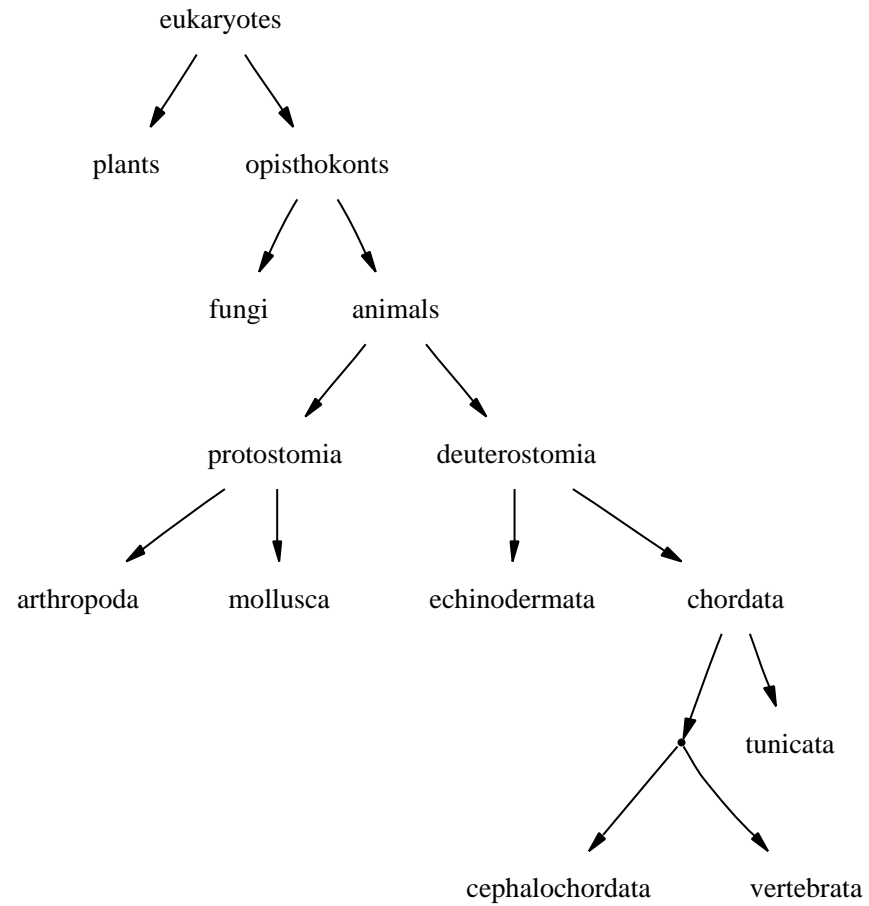 eukaryotes
plants opisthokonts
fungi animals
protostomia deuterostomia
arthropoda mollusca echinodermata chordata
tunicata
cephalochordata vertebrata